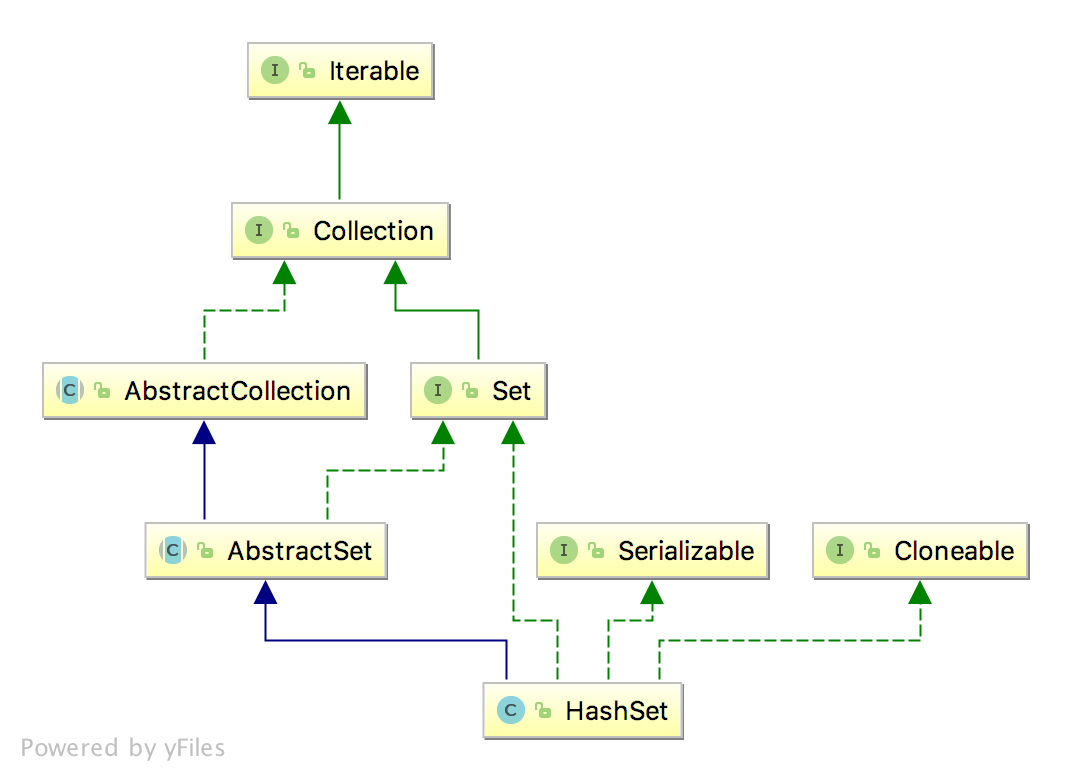 I Iterable
I Collection
C AbstractCollection
I Set
C AbstractSet
I Serializable
I Cloneable
C HashSet
Powered by yFiles